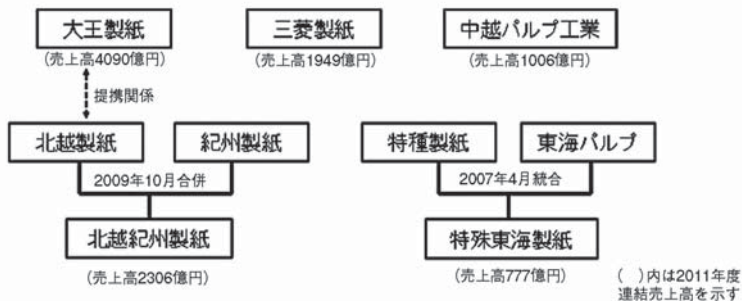 大王製紙
三菱製紙
中越パルプ工業
(売上高4090億円)
(売上高1949億円)
(売上高1006億円)
提携関係
北越製紙
紀州製紙
特種製紙
東海パルプ
2009年10月合併
2007年4月統合
北越紀州製紙
特殊東海製紙
(売上高2306億円)
(売上高777億円)
( )内は2011年度
連結売上高を示す